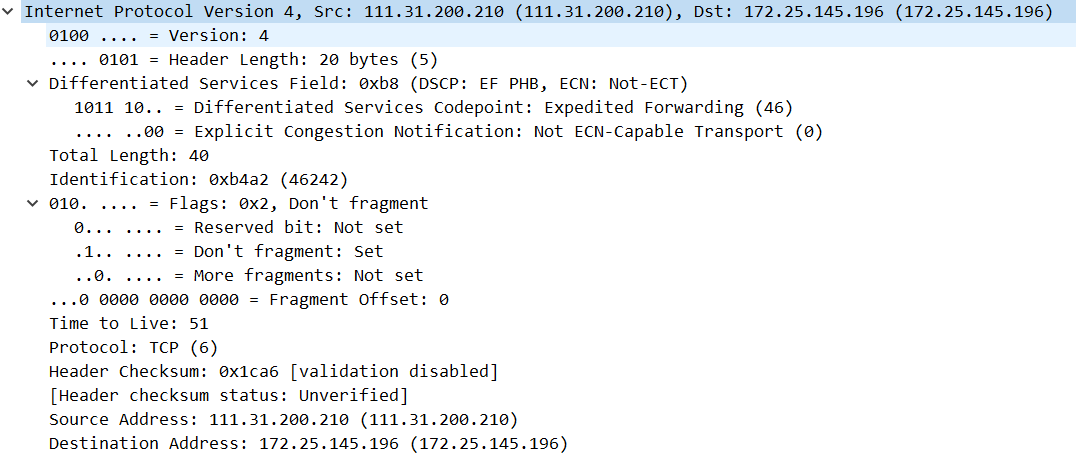 Internet Protocol Version 4, Src: 111.31.200.210 (111.31.200.210), Dst: 172.25.145.196 (172.25.145.196)
0100 .... = Version: 4
.... 0101 = Header Length: 20 bytes (5)
Differentiated Services Field: 0xb8 (DSCP: EF PHB, ECN: Not-ECT)
1011 10.. = Differentiated Services Codepoint: Expedited Forwarding (46)
.... ..00 = Explicit Congestion Notification: Not ECN-Capable Transport (0)
Total Length: 40
Identification: 0xb4a2 (46242)
010. .... = Flags: 0x2, Don't fragment
0... .... = Reserved bit: Not set
.1.. .... = Don't fragment: Set
..0. .... = More fragments: Not set
...0 0000 0000 0000 = Fragment Offset: 0
Time to Live: 51
Protocol: TCP (6)
Header Checksum: 0x1ca6 [validation disabled]
[Header checksum status: Unverified]
Source Address: 111.31.200.210 (111.31.200.210)
Destination Address: 172.25.145.196 (172.25.145.196)